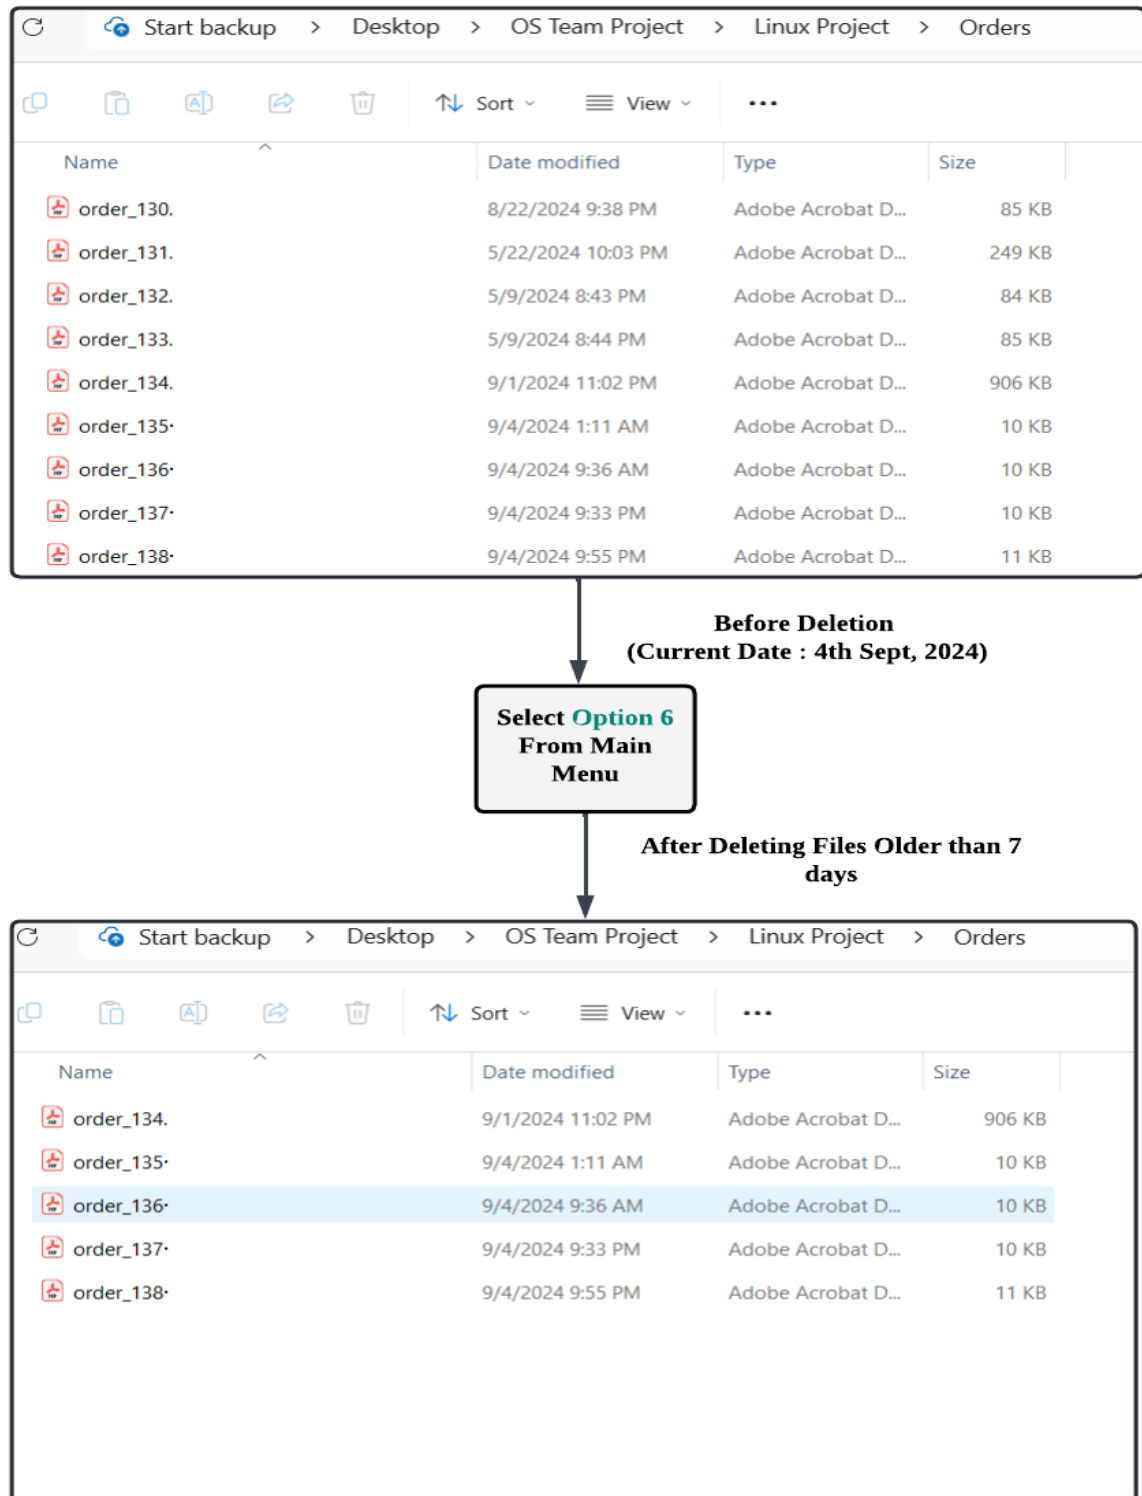 Start backup > Desktop > OS Team Project > Linux Project > Orders
Sort View ...
Name Date modified Type Size
order_130. 8/22/2024 9:38 PM Adobe Acrobat D... 85 KB
order_131. 5/22/2024 10:03 PM Adobe Acrobat D... 249 KB
order_132. 5/9/2024 8:43 PM Adobe Acrobat D... 84 KB
order_133. 5/9/2024 8:44 PM Adobe Acrobat D... 85 KB
order_134. 9/1/2024 11:02 PM Adobe Acrobat D... 906 KB
order_135· 9/4/2024 1:11 AM Adobe Acrobat D... 10 KB
order_136· 9/4/2024 9:36 AM Adobe Acrobat D... 10 KB
order_137· 9/4/2024 9:33 PM Adobe Acrobat D... 10 KB
order_138· 9/4/2024 9:55 PM Adobe Acrobat D... 11 KB
Before Deletion
(Current Date : 4th Sept, 2024)
Select Option 6
From Main
Menu
After Deleting Files Older than 7
days
Start backup > Desktop > OS Team Project > Linux Project > Orders
Sort View ...
Name Date modified Type Size
order_134. 9/1/2024 11:02 PM Adobe Acrobat D... 906 KB
order_135· 9/4/2024 1:11 AM Adobe Acrobat D... 10 KB
order_136· 9/4/2024 9:36 AM Adobe Acrobat D... 10 KB
order_137· 9/4/2024 9:33 PM Adobe Acrobat D... 10 KB
order_138· 9/4/2024 9:55 PM Adobe Acrobat D... 11 KB